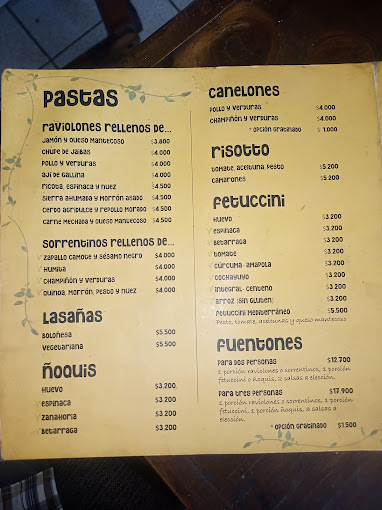 Pastas
Raviolones rellenos de...
Jamón y queso mantecoso $3.800
Chupe de jaibas $4.000
Pollo y verduras $4.000
Ají de gallina $4.000
Ricota, espinaca y nuez $4.500
Sierra ahumada y morrón asado $4.500
Cerdo agridulce y repollo morado $4.500
Carne mechada y queso mantecoso $4.500
Sorrentinos rellenos de...
Zapallo camote y sésamo negro $4.000
Humita $4.000
Champiñón y verduras $4.000
Quinoa, morrón, pesto y nuez $4.000
Lasañas
Boloñesa $5.500
Vegetariana $5.500
Ñoquis
Huevo $3.200
Espinaca $3.200
Zanahoria $3.200
Betarraga $3.200
Canelones
Pollo y verduras $4.000
Champiñón y verduras $4.000
* Opción gratinado $ 1.000
Risotto
Tomate, aceituna, pesto $5.200
Camarones $5.200
Fetuccini
Huevo $3.200
Espinaca $3.200
Betarraga $3.200
Tomate $3.200
Cúrcuma- amapola $3.200
Cochayuyo $3.200
Integral- centeno $3.200
Arroz (sin gluten) $3.200
Fetuccini Mediterráneo $5.500
Pesto, tomate, aceitunas y queso mantecoso
Fuentones
Para dos personas $12.700
1 porción raviolones o sorrentinos, 1 porción
fetuccini o ñoquis, 2 salsas a elección.
Para tres personas $17.900
1 porción raviolones o sorrentinos, 1 porción
fetuccini, 1 porción ñoquis, 3 salsas a
elección.
* Opción gratinado $1.500